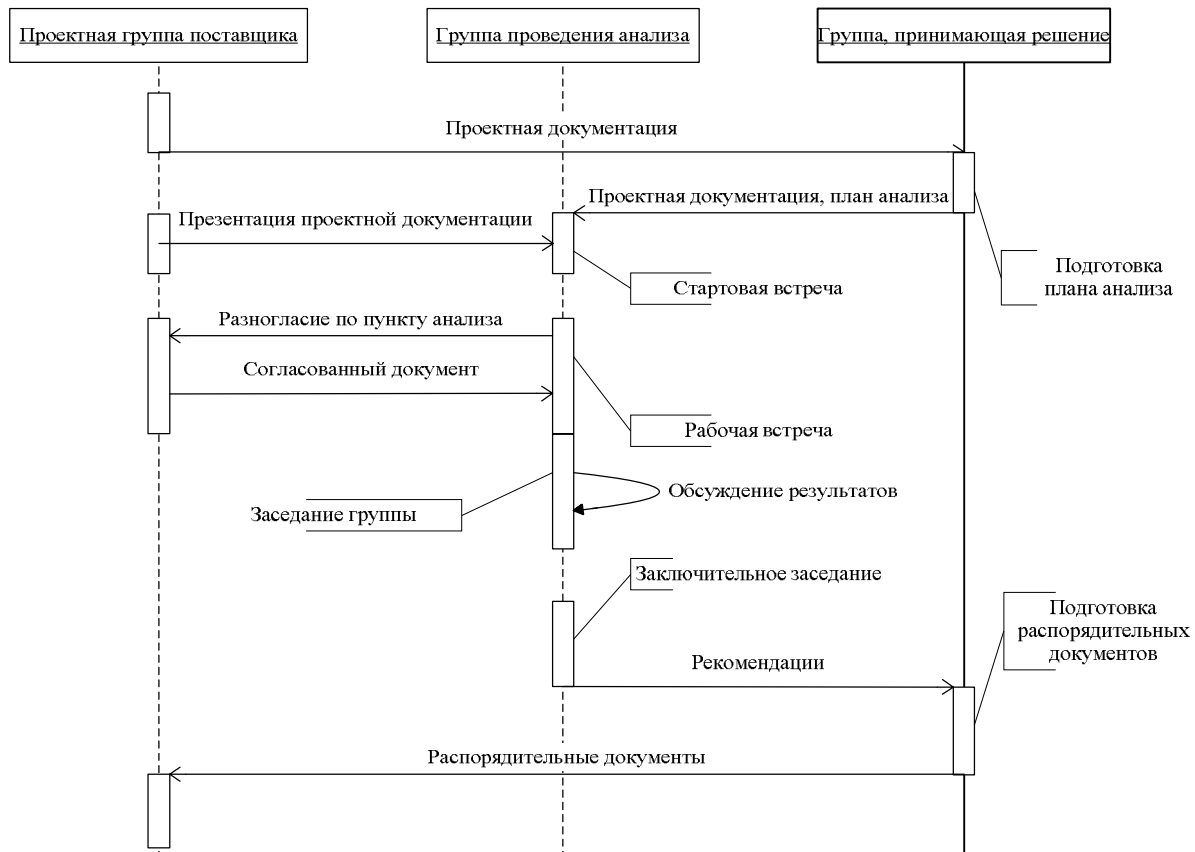 Проектная группа поставщика
Группа проведения анализа
Группа, принимающая решение
Проектная документация
Проектная документация, план анализа
Презентация проектной документации
Подготовка
плана анализа
Стартовая встреча
Разногласие по пункту анализа
Согласованный документ
Рабочая встреча
Обсуждение результатов
Заседание группы
Заключительное заседание
Подготовка
распорядительных
документов
Рекомендации
Распорядительные документы